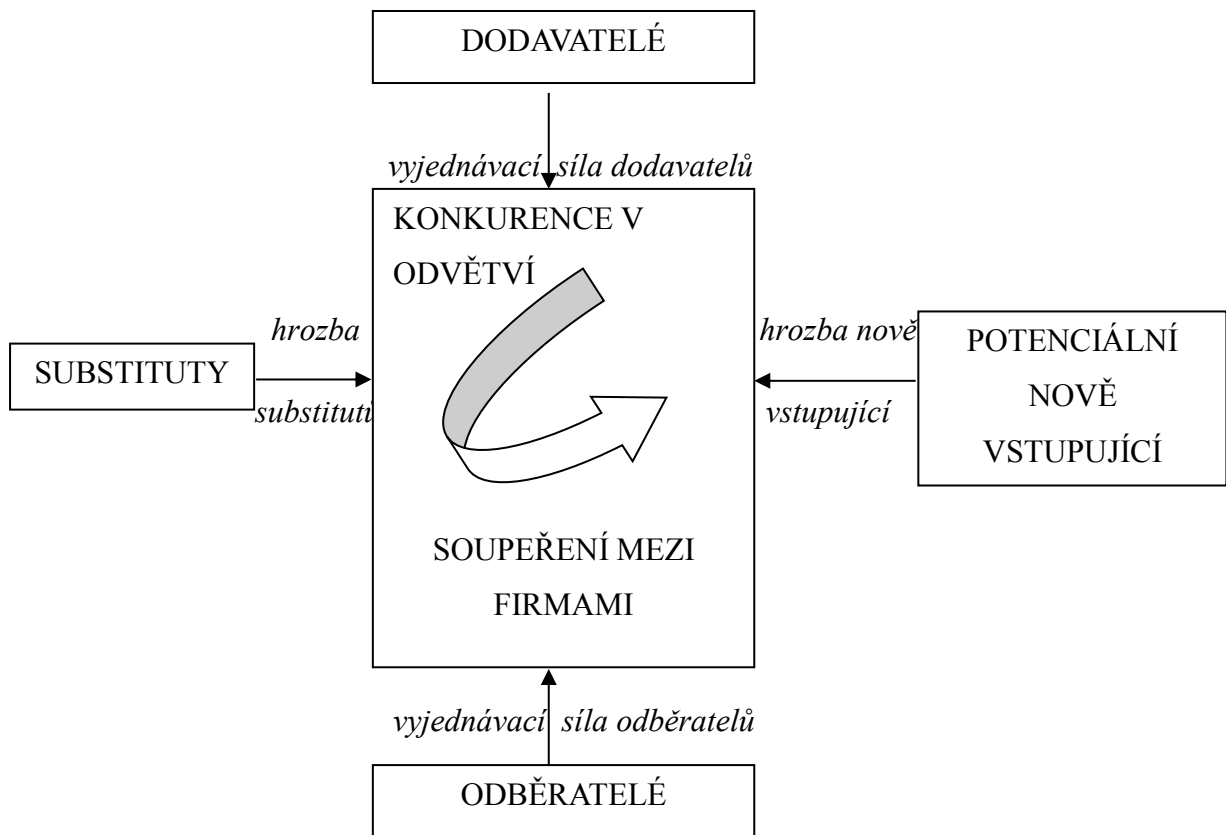 DODAVATELÉ
vyjednávací síla dodavatelů
KONKURENCE V
ODVĚTVÍ
hrozba
SUBSTITUTY
substitutů
hrozba nově
vstupující
POTENCIÁLNÍ
NOVĚ
VSTUPUJÍCÍ
SOUPEŘENÍ MEZI
FIRMAMI
vyjednávací síla odběratelů
ODBĚRATELÉ